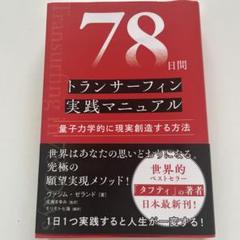 Transurfing In 78 Days
78
日間
トランサーフィン
実践マニュアル
量子力学的に現実創造する方法
世界はあなたの思いどおりになる。
究極の
願望実現メソッド!
ヴァジム・ゼランド
世界的
ベストセラー
「タフティ」の著者
日本最新刊!
1日1つ実践すると人生が一変する!